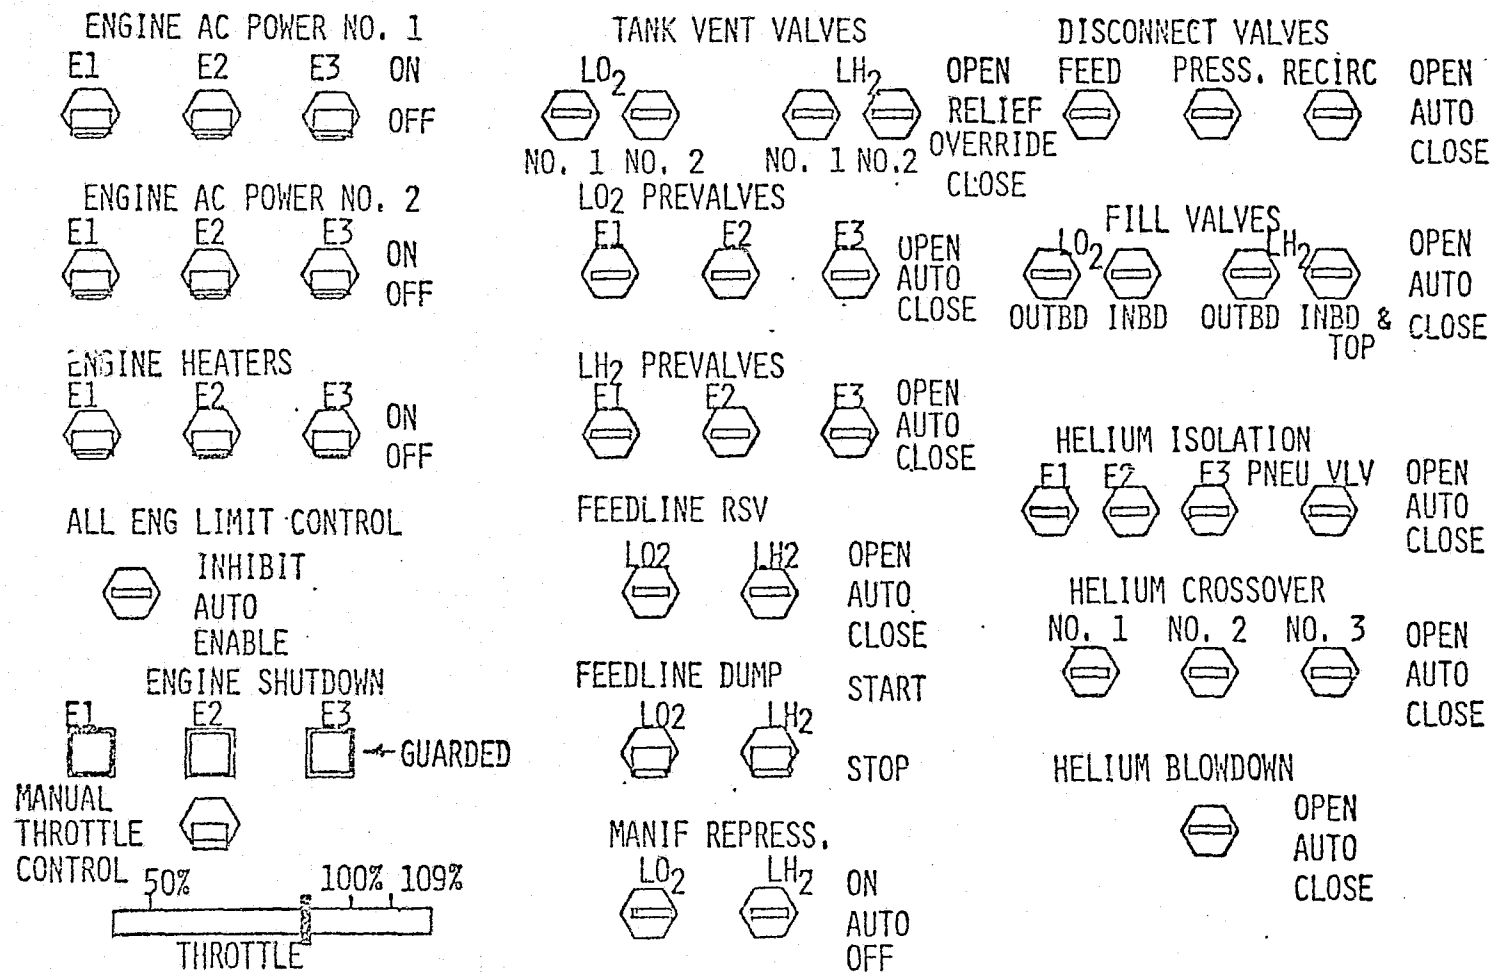 ENGINE AC POWER NO. 1
E1 E2 E3 ON
OFF
ENGINE AC POWER NO. 2
E1 E2 E3
ON
OFF
ENGINE HEATERS
E1 E2 E3
ON
OFF
ALL ENG LIMIT CONTROL
INHIBIT
AUTO
ENABLE
ENGINE SHUTDOWN
E1 E2 E3
GUARDED
MANUAL
THROTTLE
CONTROL
50% 100% 109%
THROTTLE
TANK VENT VALVES
LO2 LH2 OPEN
RELIEF
OVERRIDE
NO. 1 NO. 2 NO. 1 NO.2
CLOSE
LO2 PREVALVES
E1 E2 E3
OPEN
AUTO
CLOSE
LH2 PREVALVES
E1 E2 E3
OPEN
AUTO
CLOSE
FEEDLINE RSV
LO2 LH2 OPEN
AUTO
CLOSE
FEEDLINE DUMP
START
LO2 LH2
STOP
MANIF REPRESS.
LO2 LH2 ON
AUTO
OFF
DISCONNECT VALVES
FEED PRESS. RECIRC OPEN
AUTO
CLOSE
FILL VALVES
LO2 LH2 OPEN
AUTO
OUTBD INBD OUTBD INBD & CLOSE
TOP
HELIUM ISOLATION
E1 E2 E3 PNEU VLV OPEN
AUTO
CLOSE
HELIUM CROSSOVER
NO. 1 NO. 2 NO. 3 OPEN
AUTO
CLOSE
HELIUM BLOWDOWN
OPEN
AUTO
CLOSE